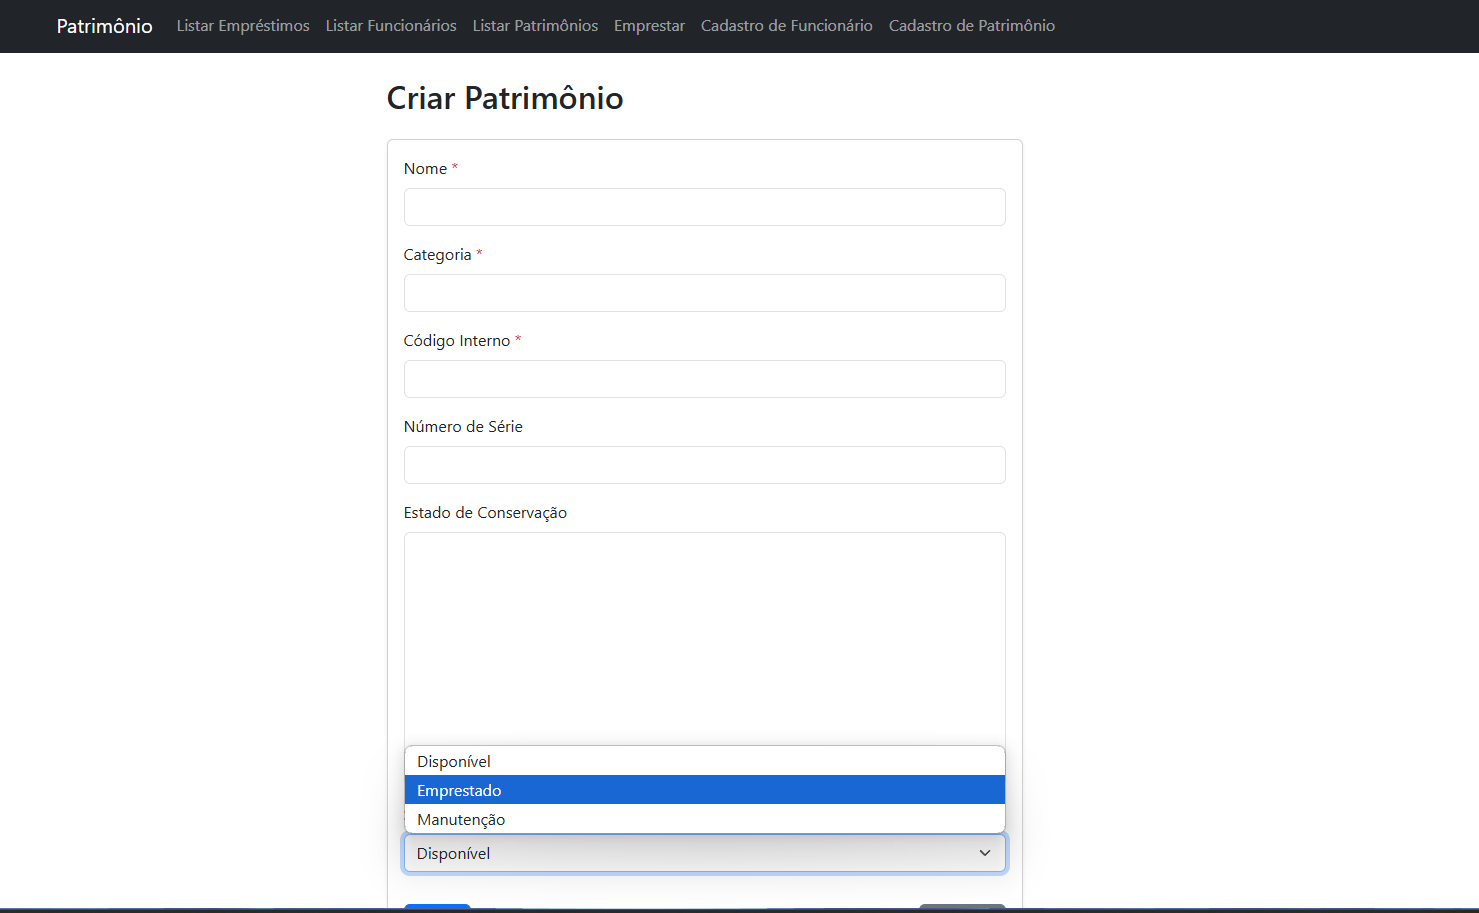 Patrimônio Listar Empréstimos Listar Funcionários Listar Patrimônios Emprestar Cadastro de Funcionário Cadastro de Patrimônio
Criar Patrimônio
Nome *
Categoria *
Código Interno *
Número de Série
Estado de Conservação
Disponível
Emprestado
Manutenção
Disponível